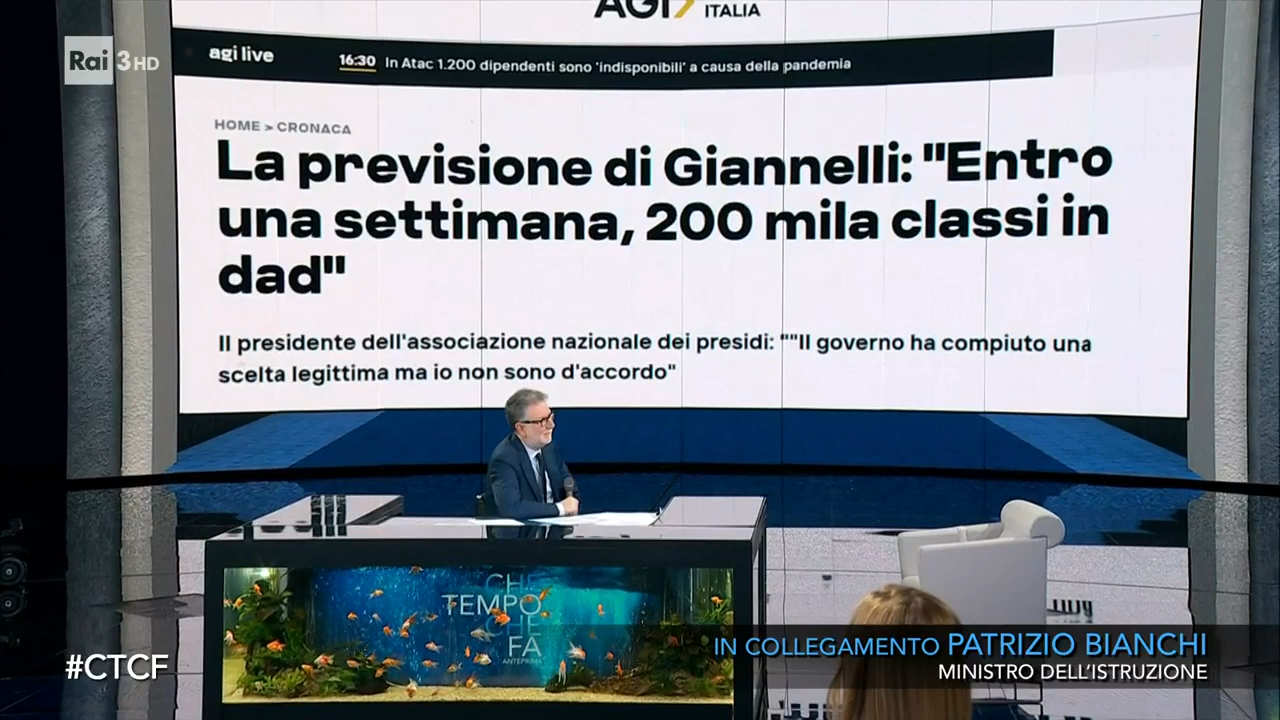 AGI ITALIA
Rai 3HD
agi live
16:30 In Atac 1.200 dipendenti sono 'indisponibili' a causa della pandemia
HOME > CRONACA
La previsione di Giannelli: "Entro
una settimana, 200 mila classi in
dad"
Il presidente dell'associazione nazionale dei presidi: ""Il governo ha compiuto una
scelta legittima ma io non sono d'accordo"
CHE
TEMPO
CHE
FA
ANTEPRIMA
IN COLLEGAMENTO PATRIZIO BIANCHI
MINISTRO DELL'ISTRUZIONE
#CTCF